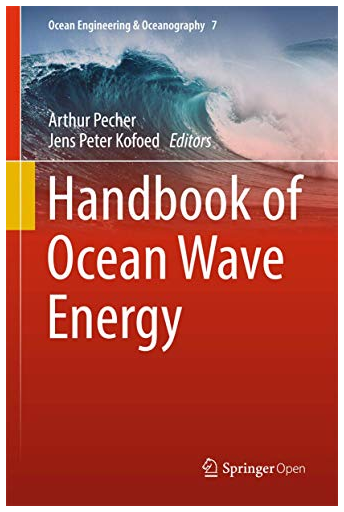 Ocean Engineering & Oceanography 7
Arthur Pecher
Jens Peter Kofoed Editors
Handbook of
Ocean Wave
Energy
Springer Open